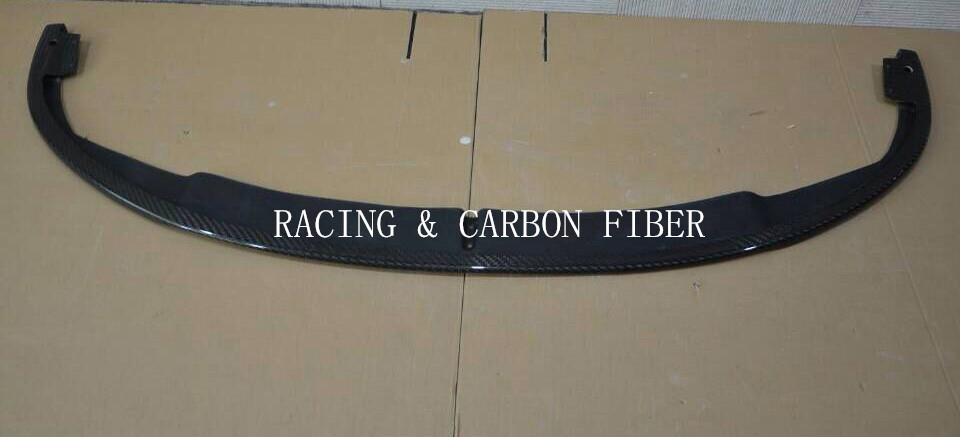 RACING & CARBON FIBER